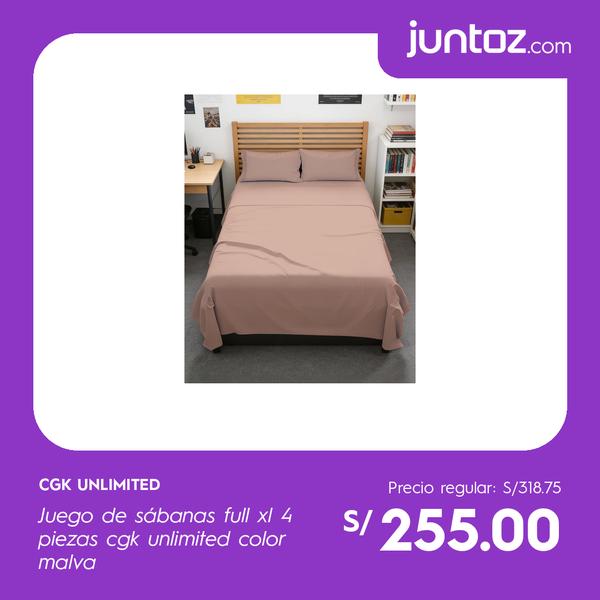 juntoz.com
CGK UNLIMITED
Juego de sábanas full xl 4
piezas cgk unlimited color
malva
Precio regular: S/318.75
S/ 255.00